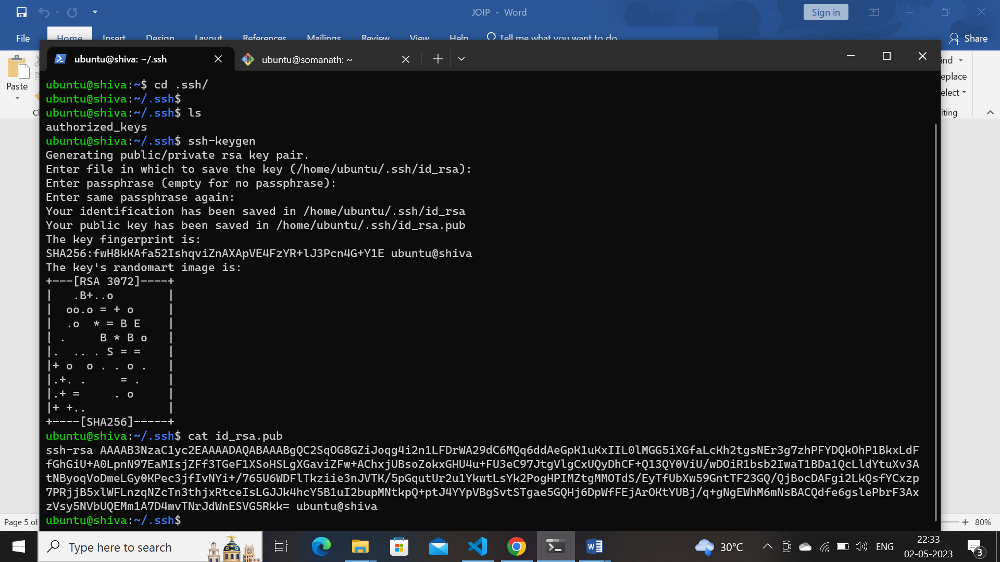 JOIP - Word
Sign in
File
Home Insert Design Layout References Mailings Review View Help Tell me what you want to do
Share
ubuntu@shiva: ~/.ssh
ubuntu@somanath: ~
Paste
ind
eplace
elect
iting
ubuntu@shiva:~$ cd .ssh/
ubuntu@shiva:~/.ssh$
ubuntu@shiva:~/.ssh$ ls
authorized_keys
ubuntu@shiva:~/.ssh$ ssh-keygen
Generating public/private rsa key pair.
Enter file in which to save the key (/home/ubuntu/.ssh/id_rsa):
Enter passphrase (empty for no passphrase):
Enter same passphrase again:
Your identification has been saved in /home/ubuntu/.ssh/id_rsa
Your public key has been saved in /home/ubuntu/.ssh/id_rsa.pub
The key fingerprint is:
SHA256:fwH8kKAfa52IshqviZnAXApVE4FzYR+lJ3Pcn4G+Y1E ubuntu@shiva
The key's randomart image is:
+---[RSA 3072]----+
|   .B+..o        |
|  oo.o = + o     |
|  .o  * = B E    |
| .     B * B o   |
|.  .. . S = =    |
|+ o  o . . o .   |
|.+. .     = .    |
|.+ =     . o     |
|+ +..            |
+----[SHA256]-----+
ubuntu@shiva:~/.ssh$ cat id_rsa.pub
ssh-rsa AAAAB3NzaC1yc2EAAAADAQABAAABgQC2SqOG8GZiJoqg4i2n1LFDrWA29dC6MQq6ddAeGpK1uKxIIL0lMGG5iXGfaLcKh2tgsNEr3g7zhPFYDQkOhP1BkxLdF
fGhGiU+A0LpnN97EaMIsjZFf3TGeF1XSoHSLgXGaviZFw+AChxjUBsoZokxGHU4u+FU3eC97JtgVlgCxUQyDhCF+Q13QY0ViU/wDOiR1bsb2IwaT1BDa1QcLldYtuXv3A
tNByoqVoDmeLGy0KPec3jfIvNYi+/765U6WDFlTkziie3nJVTK/5pGqutUr2u1YkwtLsYk2PogHPIMZtgMMOTdS/EyTfUbXw59GntTF23GQ/QjBocDAFgi2LkQsfYCxzp
7PRjjB5xlWFLnzqNZcTn3thjxRtceIsLGJJk4hcY5B1uI2bupMNtkpQ+ptJ4YYpVBgSvtSTgae5GQHj6DpWfFEjArOKtYUBj/q+gNgEWhM6mNsBACQdfe6gslePbrF3Ax
zVsy5NVbUQEMm1A7D4mvTNrJdWnESVG5Rkk= ubuntu@shiva
ubuntu@shiva:~/.ssh$
Page 5 of
80%
Type here to search
30°C
ENG
22:33
02-05-2023
3